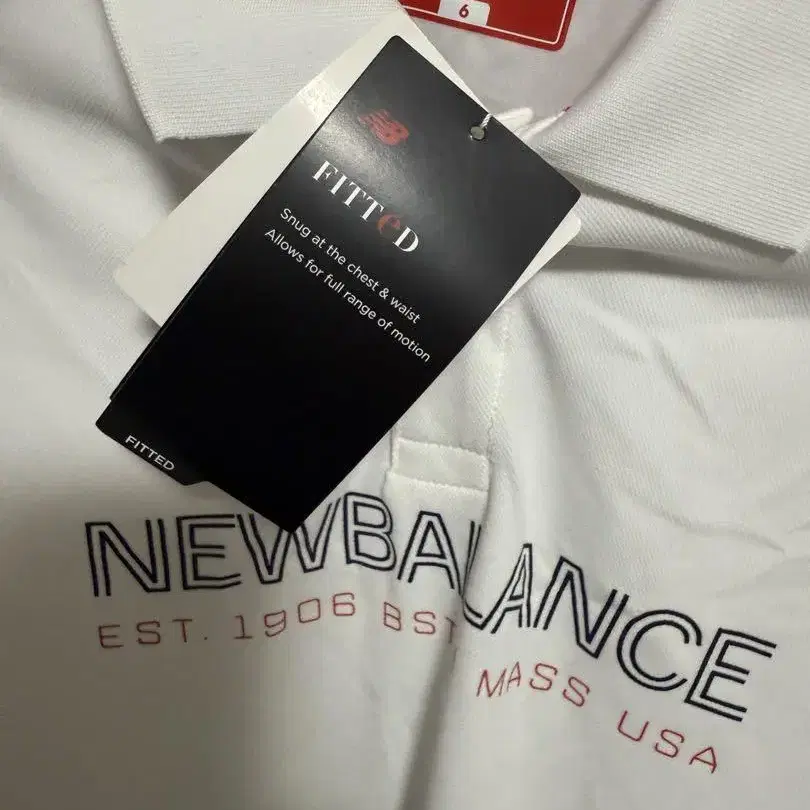 6
NB
FITTeD
Snug at the chest & waist
Allows for full range of motion
FITTED
NEWBALANCE
EST. 1906 BST MASS USA